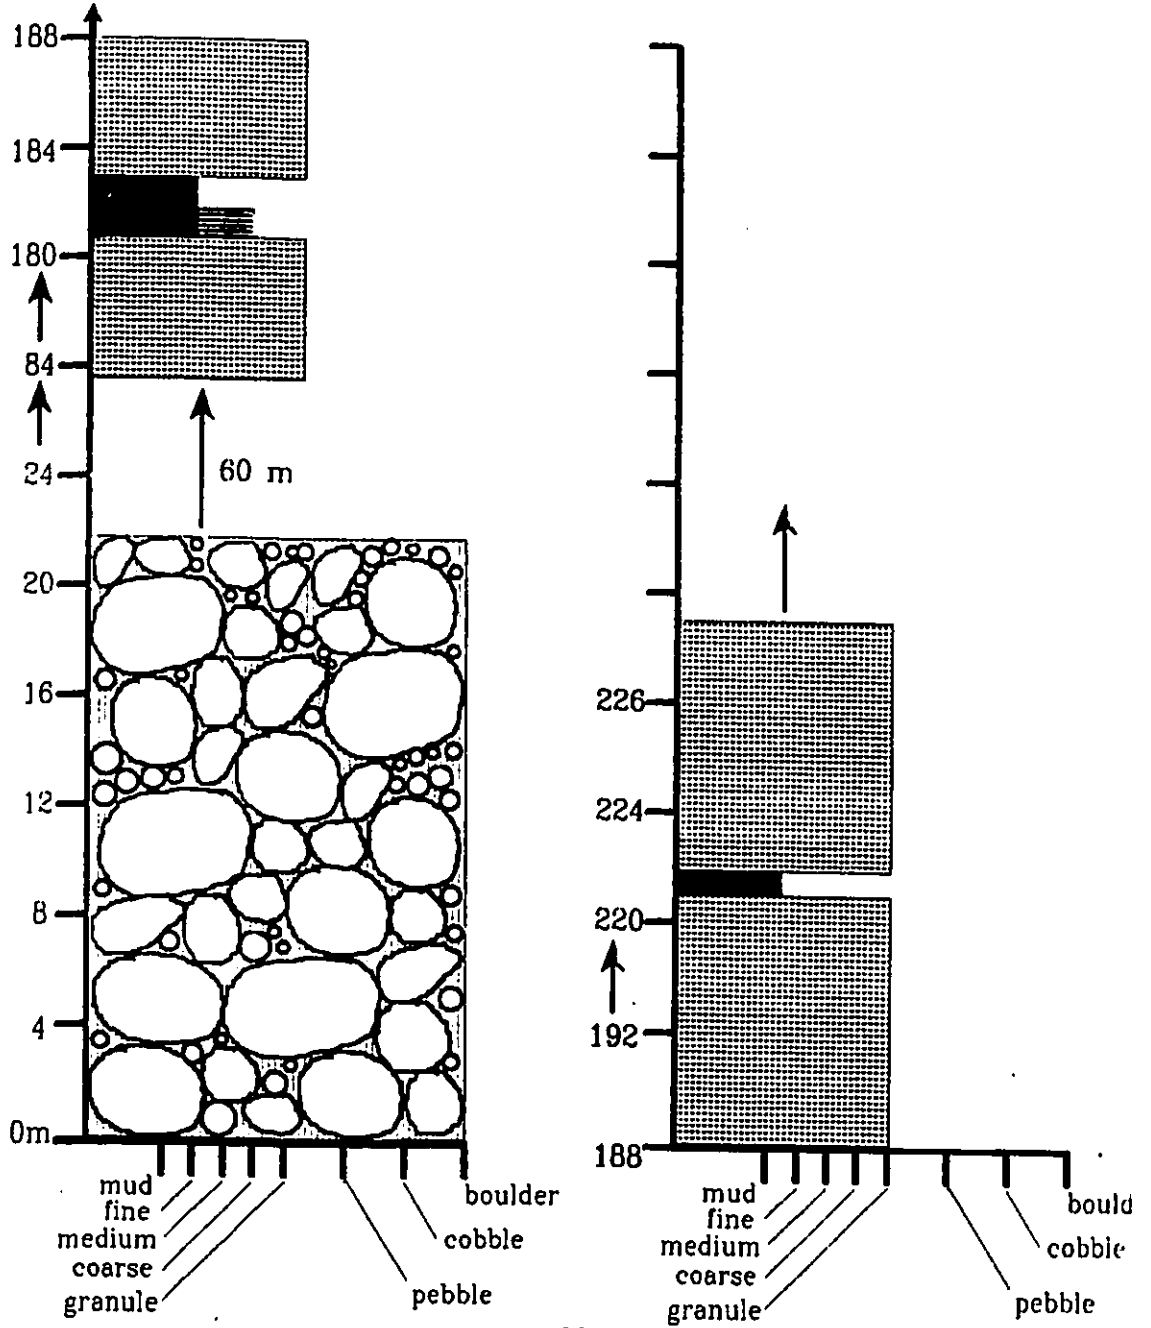 188
184
180
84
24
60 m
20
16
12
8
4
0m
mud
fine
medium
coarse
granule
pebble
cobble
boulder
226
224
220
192
188
mud
fine
medium
coarse
granule
pebble
cobble
bould